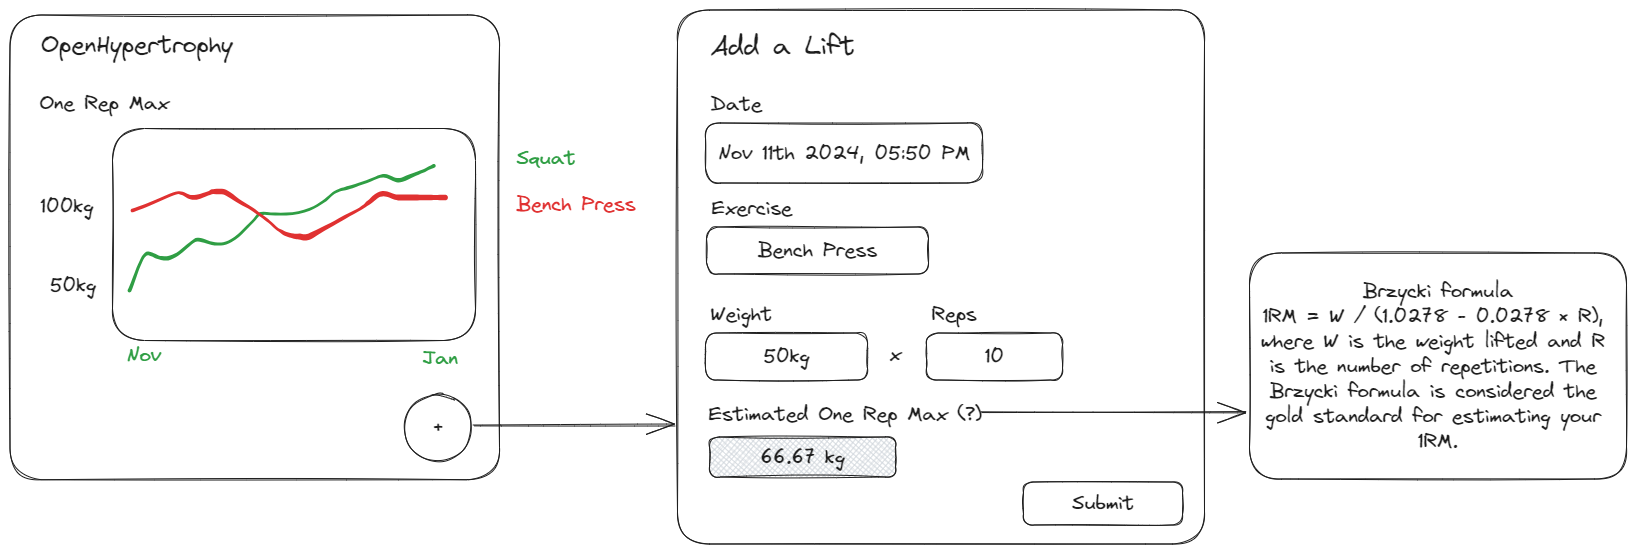 OpenHypertrophy
One Rep Max
100kg
50kg
Nov
Jan
Squat
Bench Press
+
Add a Lift
Date
Nov 11th 2024, 05:50 PM
Exercise
Bench Press
Weight
Reps
50kg
×
10
Estimated One Rep Max (?)
66.67 kg
Submit
Brzycki formula
1RM = W / (1.0278 - 0.0278 × R),
where W is the weight lifted and R
is the number of repetitions. The
Brzycki formula is considered the
gold standard for estimating your
1RM.